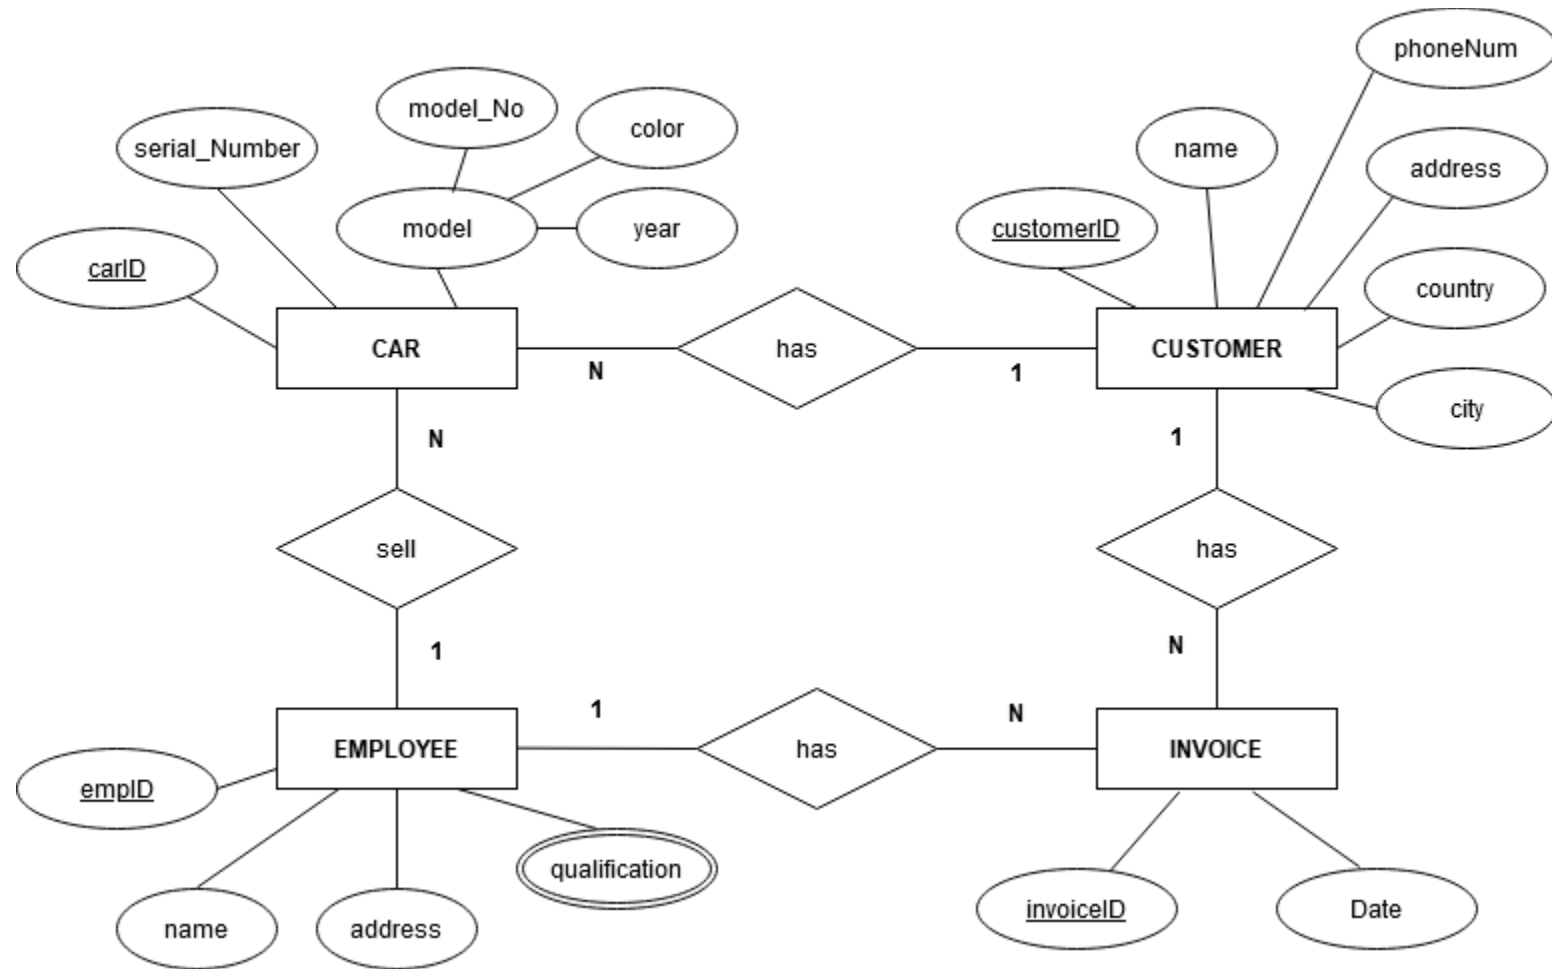 phoneNum
model_No
color
serial_Number
name
address
customerID
model
year
carID
country
CAR
has
CUSTOMER
N
1
city
N
1
sell
has
1
N
1
N
EMPLOYEE
has
INVOICE
empID
qualification
name
address
invoiceID
Date